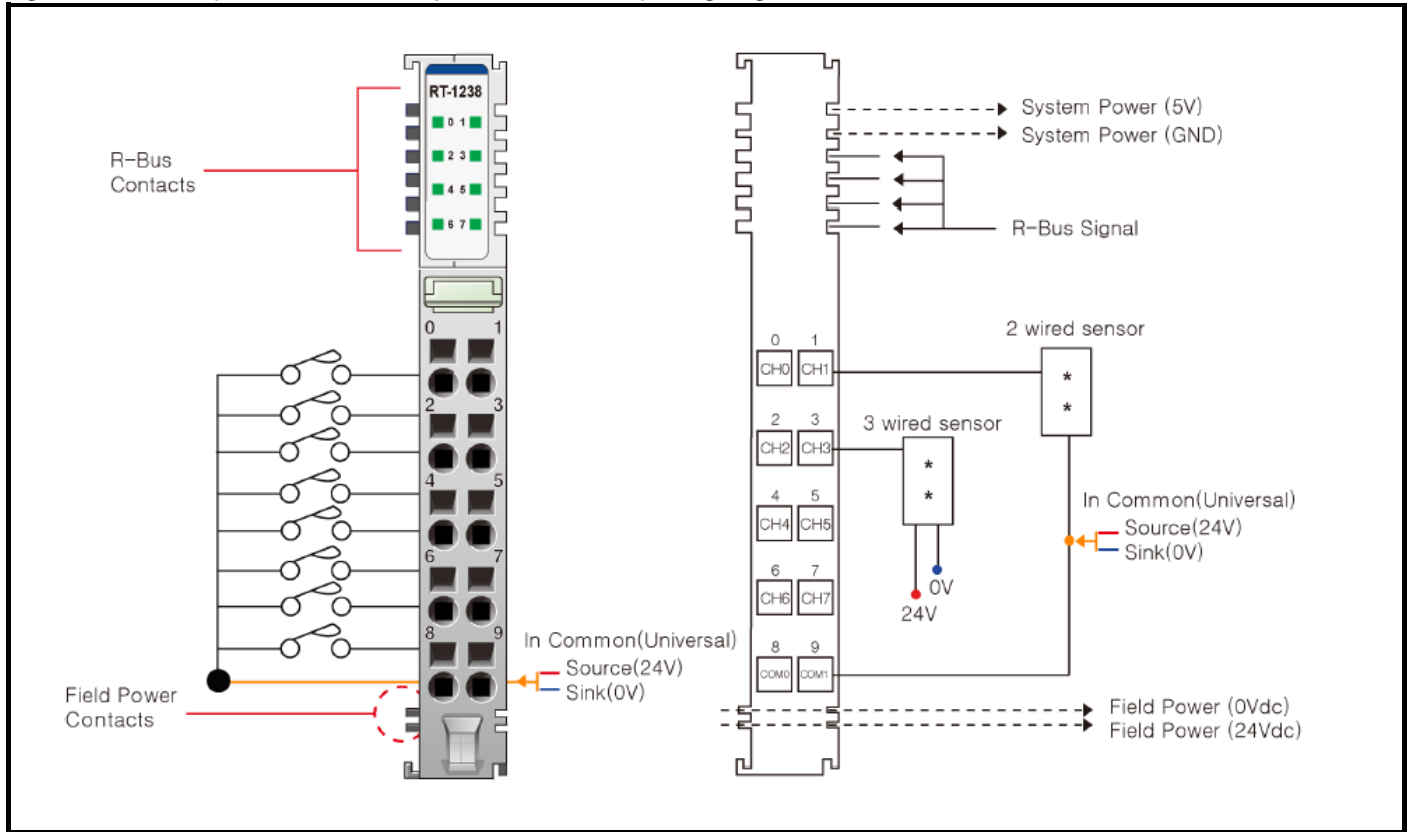 RT-1238
0 1
2 3
4 5
6 7
R-Bus
Contacts
0 1
2 3
4 5
6 7
8 9
In Common(Universal)
Source(24V)
Sink(0V)
Field Power
Contacts
System Power (5V)
System Power (GND)
R-Bus Signal
2 wired sensor
*
*
0 1
CH0 CH1
2 3
CH2 CH3
3 wired sensor
*
*
4 5
CH4 CH5
In Common(Universal)
Source(24V)
Sink(0V)
0V
24V
6 7
CH6 CH7
8 9
COM0 COM1
Field Power (0Vdc)
Field Power (24Vdc)